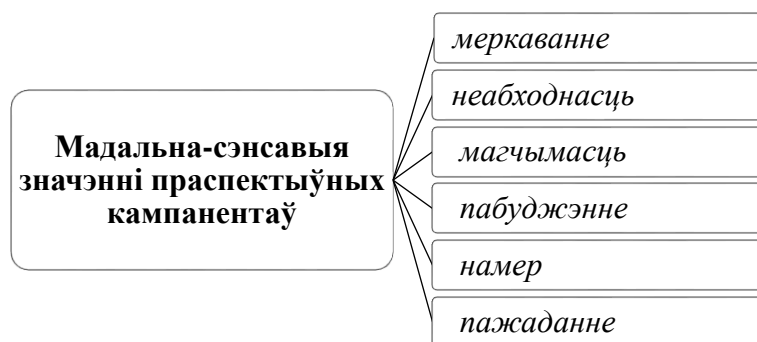 Мадальна-сэнсавыя
значэнні праспектыўных
кампанентаў
меркаванне
неабходнасць
магчымасць
пабуджэнне
намер
пажаданне